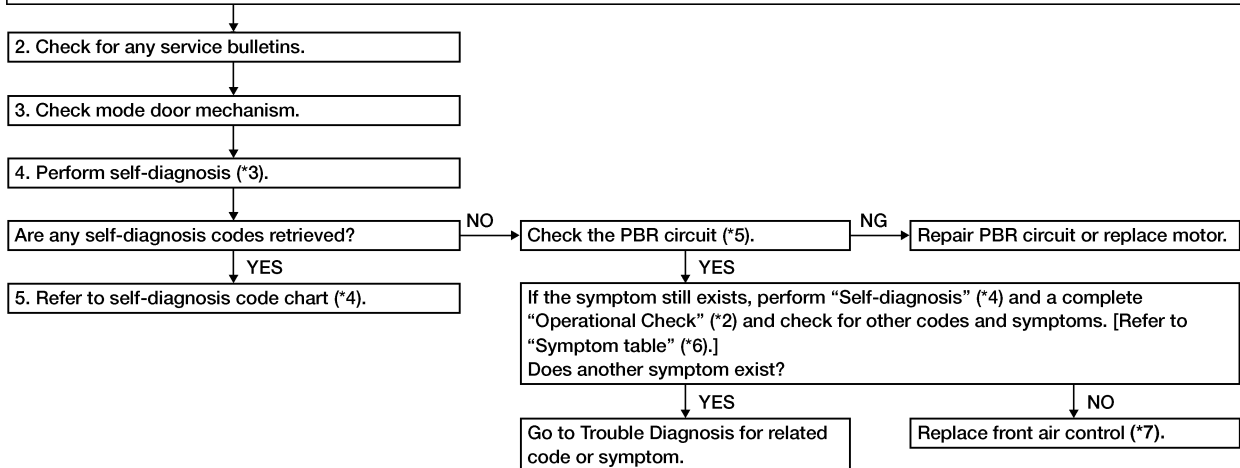 2. Check for any service bulletins.
3. Check mode door mechanism.
4. Perform self-diagnosis (*3).
Are any self-diagnosis codes retrieved?
NO
Check the PBR circuit (*5).
NG
Repair PBR circuit or replace motor.
YES
5. Refer to self-diagnosis code chart (*4).
YES
If the symptom still exists, perform “Self-diagnosis” (*4) and a complete
“Operational Check” (*2) and check for other codes and symptoms. [Refer to
“Symptom table” (*6).]
Does another symptom exist?
YES
Go to Trouble Diagnosis for related
code or symptom.
NO
Replace front air control (*7).